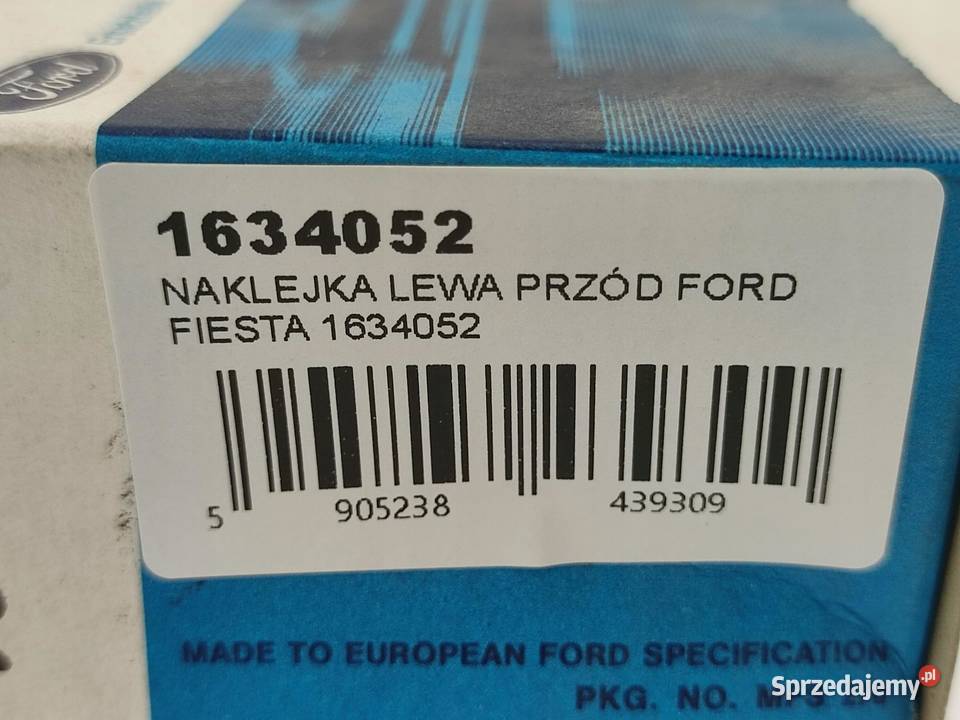 Ford
1634052
NAKLEJKA LEWA PRZÓD FORD
FIESTA 1634052
5 905238 439309
MADE TO EUROPEAN FORD SPECIFICATION
PKG. NO.
Sprzedajemy.pl